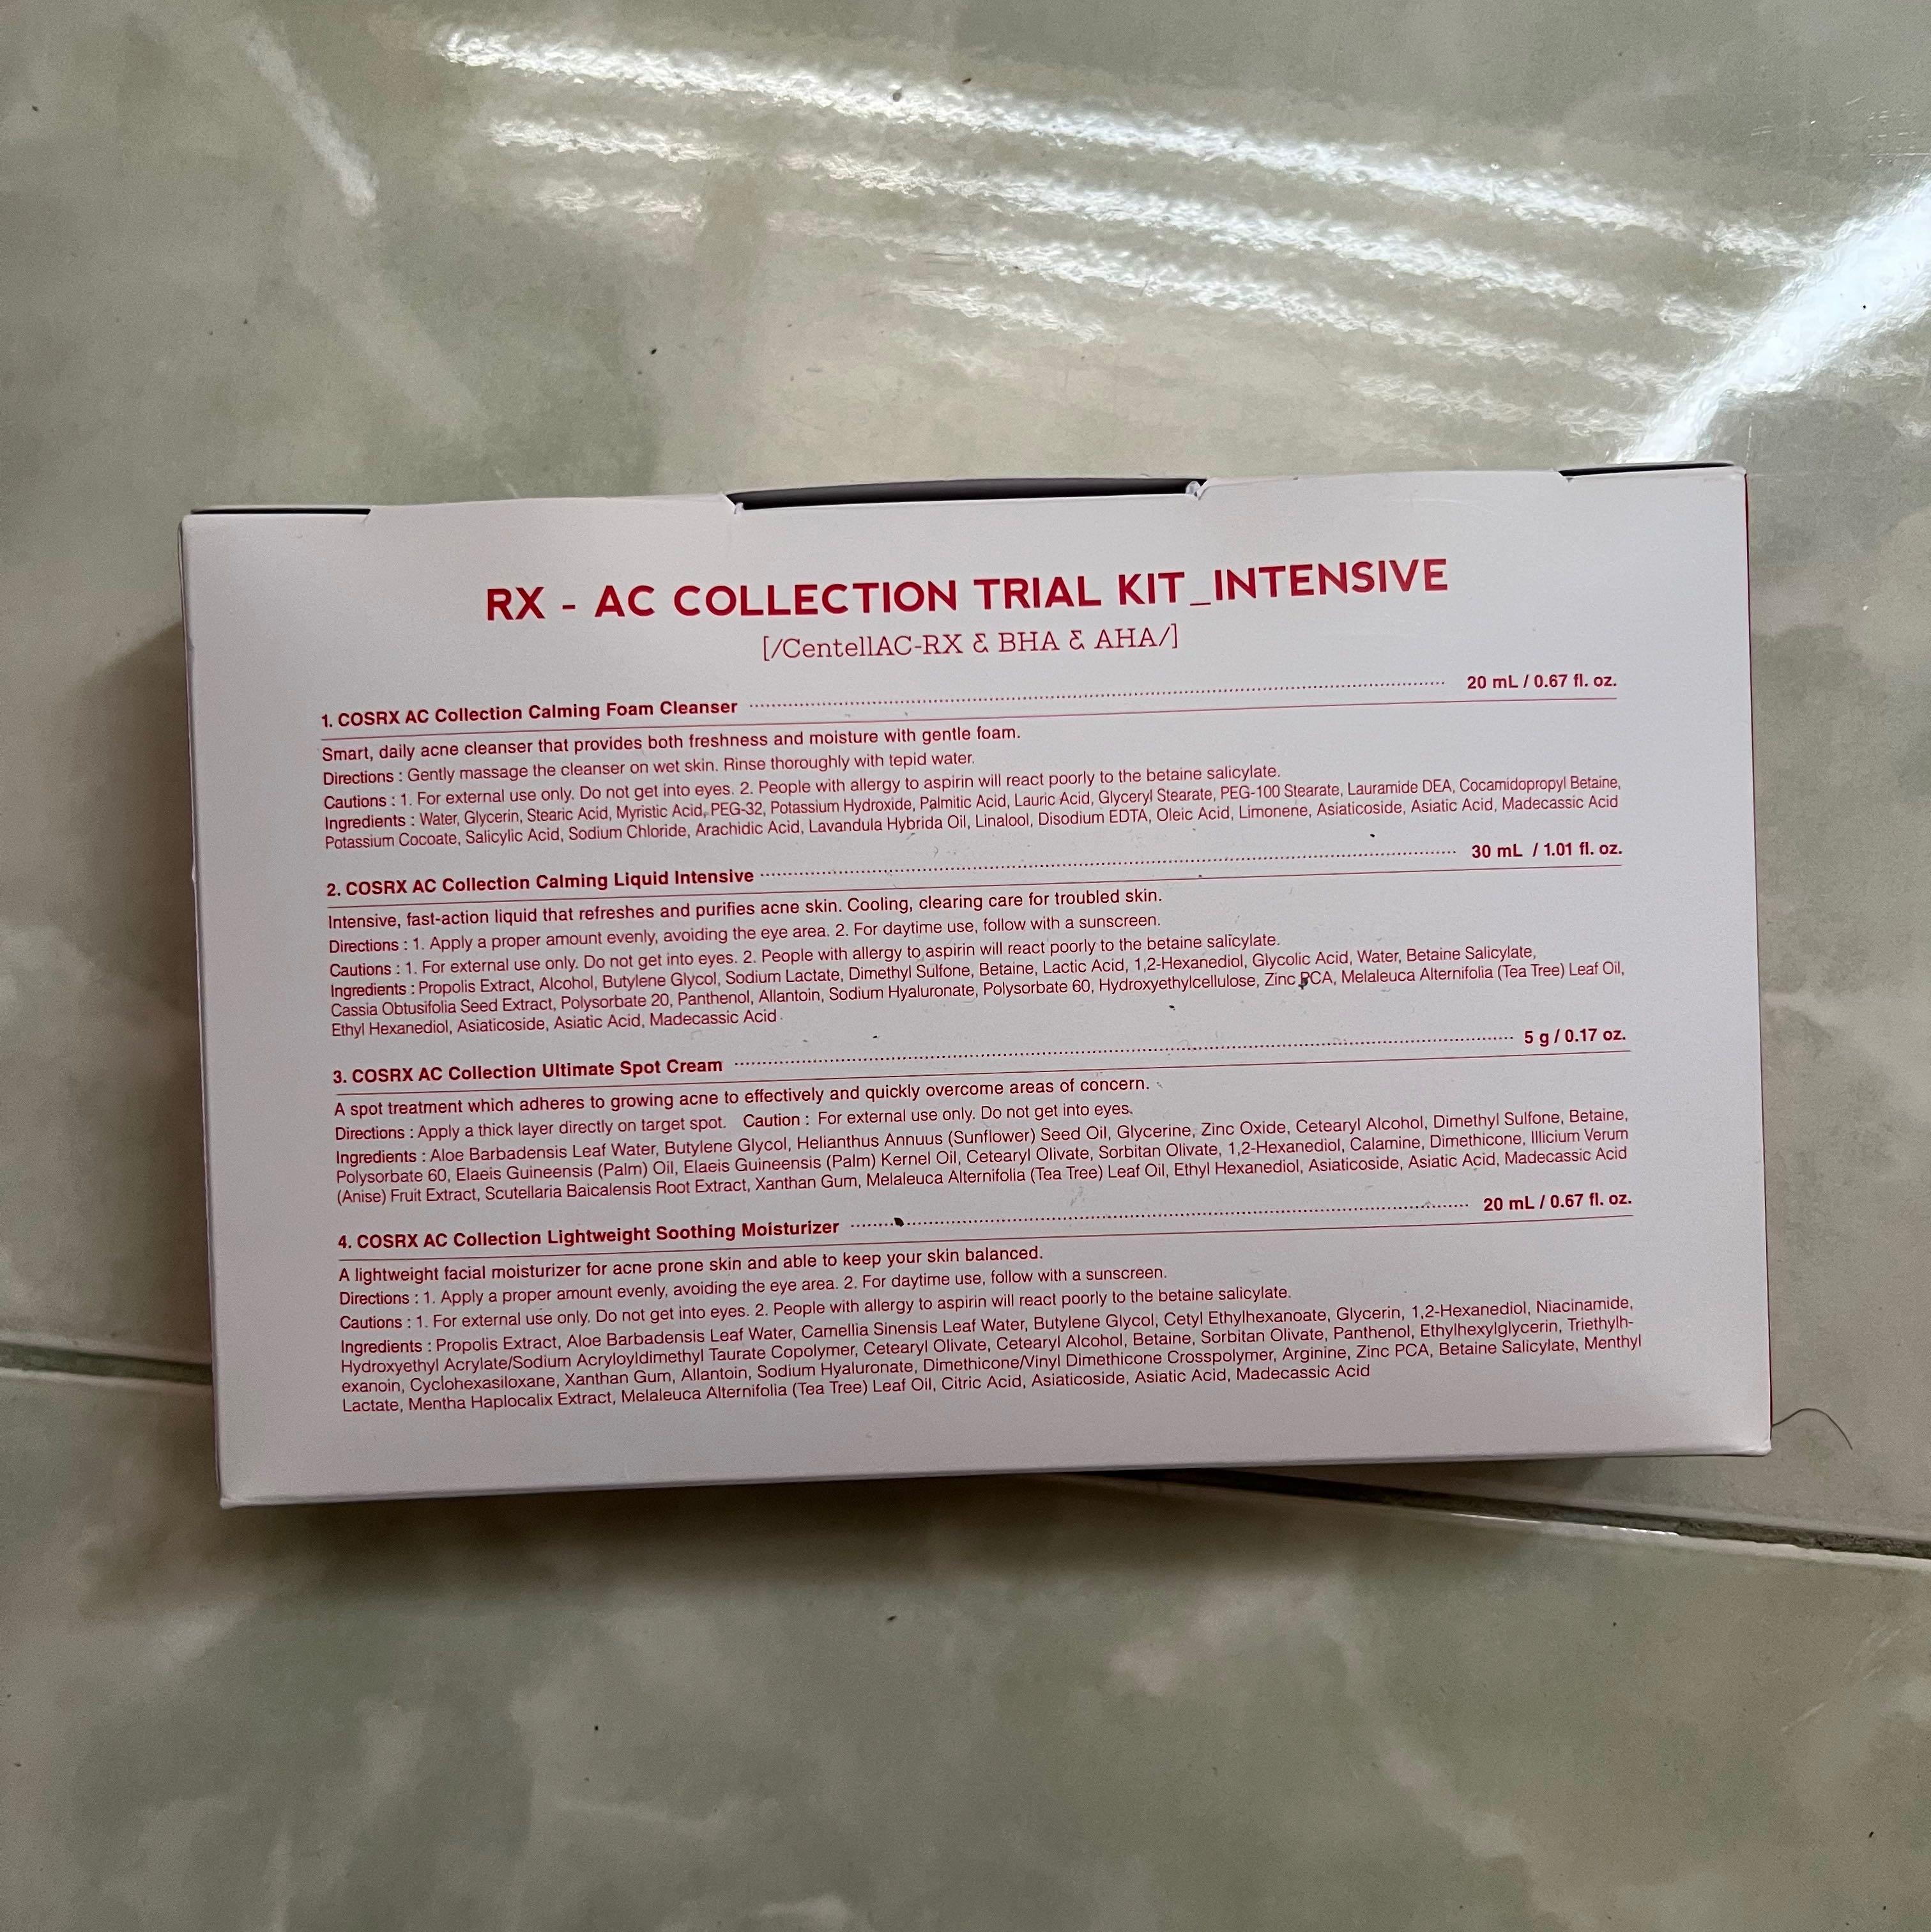 RX - AC COLLECTION TRIAL KIT_INTENSIVE
[/CentellAC-RX & BHA & AHA/]
1. COSRX AC Collection Calming Foam Cleanser ........ 20 mL / 0.67 fl. oz.
Smart, daily acne cleanser that provides both freshness and moisture with gentle foam.
Directions : Gently massage the cleanser on wet skin. Rinse thoroughly with tepid water.
Cautions : 1. For external use only. Do not get into eyes. 2. People with allergy to aspirin will react poorly to the betaine salicylate.
Ingredients : Water, Glycerin, Stearic Acid, Myristic Acid, PEG-32, Potassium Hydroxide, Palmitic Acid, Lauric Acid, Glyceryl Stearate, PEG-100 Stearate, Lauramide DEA, Cocamidopropyl Betaine,
Potassium Cocoate, Salicylic Acid, Sodium Chloride, Arachidic Acid, Lavandula Hybrida Oil, Linalool, Disodium EDTA, Oleic Acid, Limonene, Asiaticoside, Asiatic Acid, Madecassic Acid
2. COSRX AC Collection Calming Liquid Intensive ........ 30 mL / 1.01 fl. oz.
Intensive, fast-action liquid that refreshes and purifies acne skin. Cooling, clearing care for troubled skin.
Directions : 1. Apply a proper amount evenly, avoiding the eye area. 2. For daytime use, follow with a sunscreen.
Cautions : 1. For external use only. Do not get into eyes. 2. People with allergy to aspirin will react poorly to the betaine salicylate.
Ingredients : Propolis Extract, Alcohol, Butylene Glycol, Sodium Lactate, Dimethyl Sulfone, Betaine, Lactic Acid, 1,2-Hexanediol, Glycolic Acid, Water, Betaine Salicylate,
Cassia Obtusifolia Seed Extract, Polysorbate 20, Panthenol, Allantoin, Sodium Hyaluronate, Polysorbate 60, Hydroxyethylcellulose, Zinc PCA, Melaleuca Alternifolia (Tea Tree) Leaf Oil,
Ethyl Hexanediol, Asiaticoside, Asiatic Acid, Madecassic Acid
3. COSRX AC Collection Ultimate Spot Cream ........ 5 g / 0.17 oz.
A spot treatment which adheres to growing acne to effectively and quickly overcome areas of concern.
Directions : Apply a thick layer directly on target spot. Caution : For external use only. Do not get into eyes.
Ingredients : Aloe Barbadensis Leaf Water, Butylene Glycol, Helianthus Annuus (Sunflower) Seed Oil, Glycerine, Zinc Oxide, Cetearyl Alcohol, Dimethyl Sulfone, Betaine,
Polysorbate 60, Elaeis Guineensis (Palm) Oil, Elaeis Guineensis (Palm) Kernel Oil, Cetearyl Olivate, Sorbitan Olivate, 1,2-Hexanediol, Calamine, Dimethicone, Illicium Verum
(Anise) Fruit Extract, Scutellaria Baicalensis Root Extract, Xanthan Gum, Melaleuca Alternifolia (Tea Tree) Leaf Oil, Ethyl Hexanediol, Asiaticoside, Asiatic Acid, Madecassic Acid
4. COSRX AC Collection Lightweight Soothing Moisturizer ........ 20 mL / 0.67 fl. oz.
A lightweight facial moisturizer for acne prone skin and able to keep your skin balanced.
Directions : 1. Apply a proper amount evenly, avoiding the eye area. 2. For daytime use, follow with a sunscreen.
Cautions : 1. For external use only. Do not get into eyes. 2. People with allergy to aspirin will react poorly to the betaine salicylate.
Ingredients : Propolis Extract, Aloe Barbadensis Leaf Water, Camellia Sinensis Leaf Water, Butylene Glycol, Cetyl Ethylhexanoate, Glycerin, 1,2-Hexanediol, Niacinamide,
Hydroxyethyl Acrylate/Sodium Acryloyldimethyl Taurate Copolymer, Cetearyl Olivate, Cetearyl Alcohol, Betaine, Sorbitan Olivate, Panthenol, Ethylhexylglycerin, Triethylh-
exanoin, Cyclohexasiloxane, Xanthan Gum, Allantoin, Sodium Hyaluronate, Dimethicone/Vinyl Dimethicone Crosspolymer, Arginine, Zinc PCA, Betaine Salicylate, Menthyl
Lactate, Mentha Haplocalix Extract, Melaleuca Alternifolia (Tea Tree) Leaf Oil, Citric Acid, Asiaticoside, Asiatic Acid, Madecassic Acid